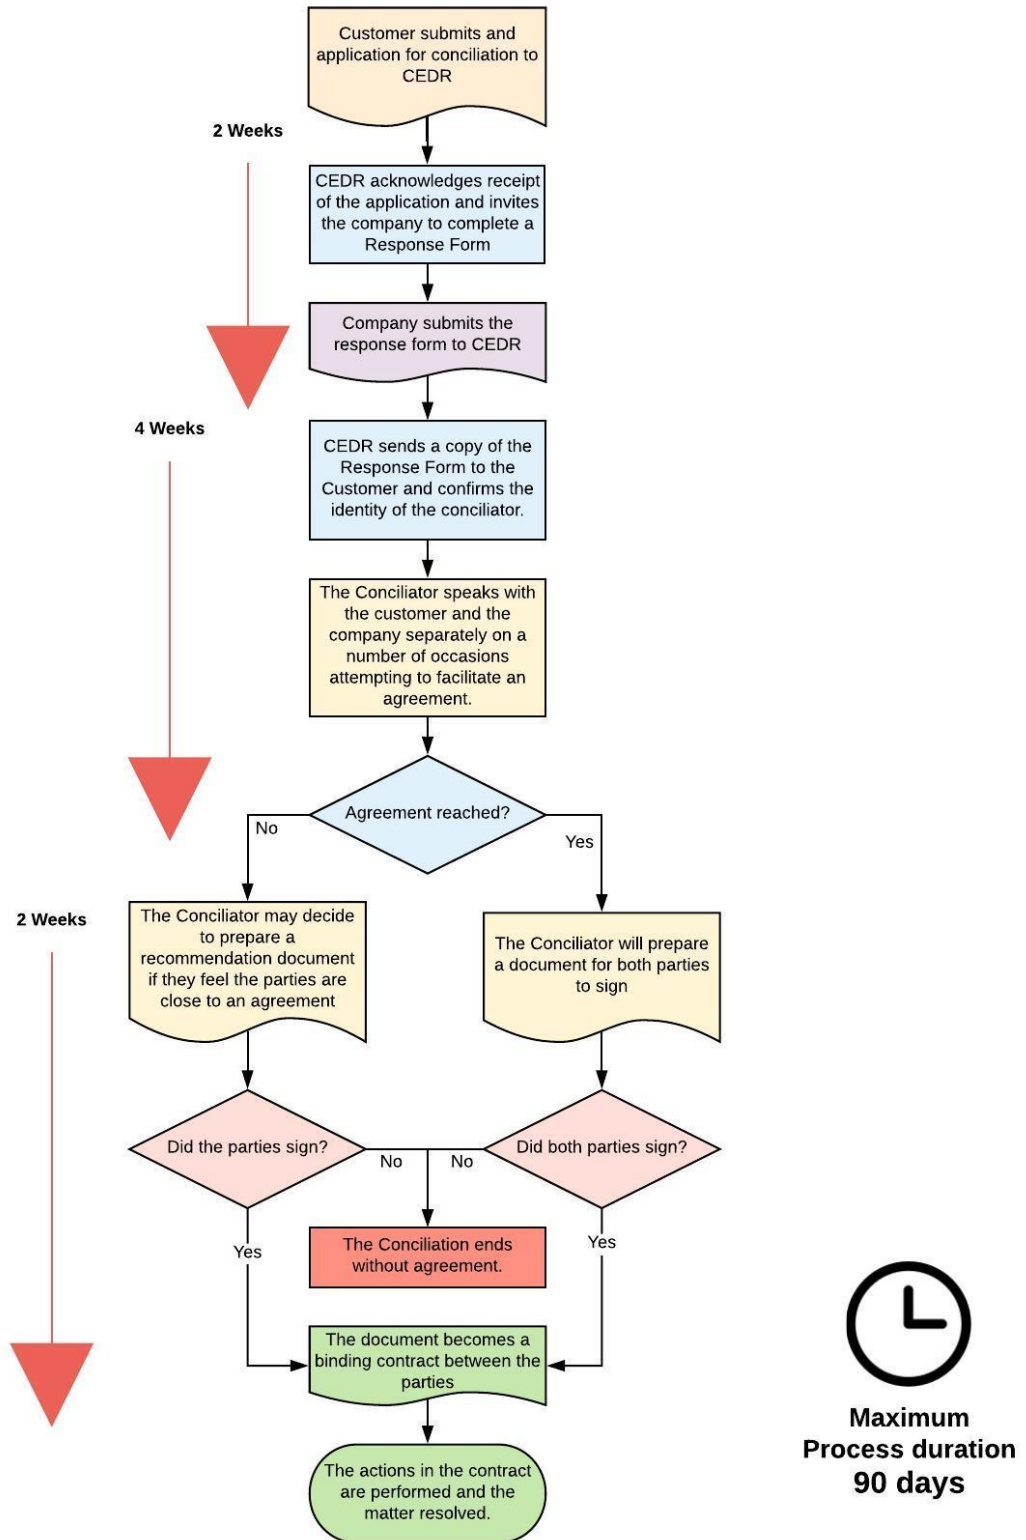 Customer submits and
application for conciliation to
CEDR
2 Weeks
CEDR acknowledges receipt
of the application and invites
the company to complete a
Response Form
Company submits the
response form to CEDR
4 Weeks
CEDR sends a copy of the
Response Form to the
Customer and confirms the
identity of the conciliator.
The Conciliator speaks with
the customer and the
company separately on a
number of occasions
attempting to facilitate an
agreement.
Agreement reached?
No
Yes
2 Weeks
The Conciliator may decide
to prepare a
recommendation document
if they feel the parties are
close to an agreement
The Conciliator will prepare
a document for both parties
to sign
Did the parties sign?
No
No
Did both parties sign?
Yes
The Conciliation ends
without agreement.
Yes
The document becomes a
binding contract between the
parties
The actions in the contract
are performed and the
matter resolved.
Maximum
Process duration
90 days